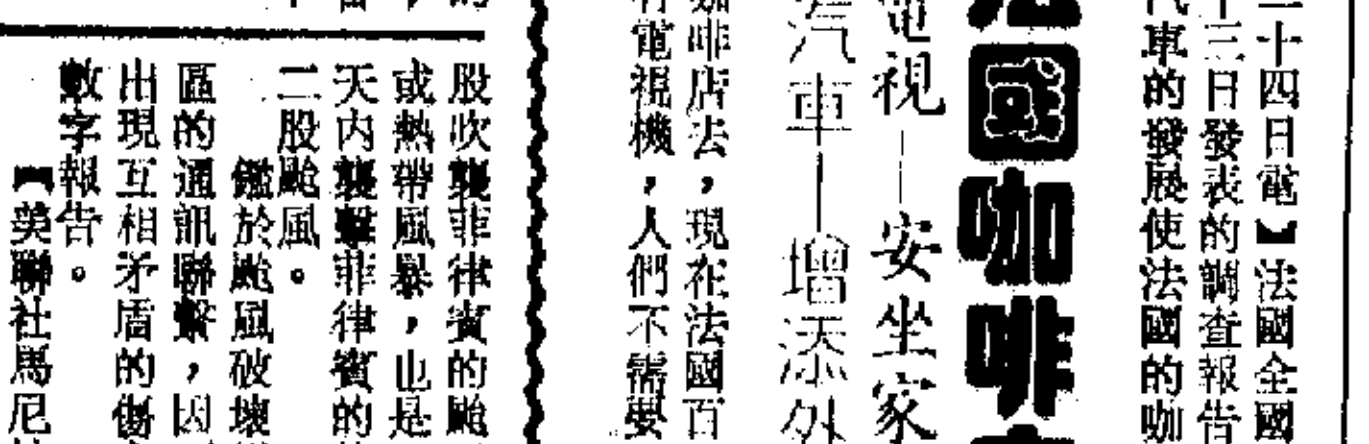 二十四日電】法國全國
十三日發表的調查報告
汽車的發展使法國的咖
國咖啡
電視—安坐家
汽車—增添外
咖啡店去，現在法國百
有電視機，人們不需要
股吹襲菲律賓的颱
或熱帶風暴，也是
天內襲擊菲律賓的
二股颱風。
鑑於颱風破壞
區的通訊聯繫，因
出現互相矛盾的傷
數字報告。
【美聯社馬尼